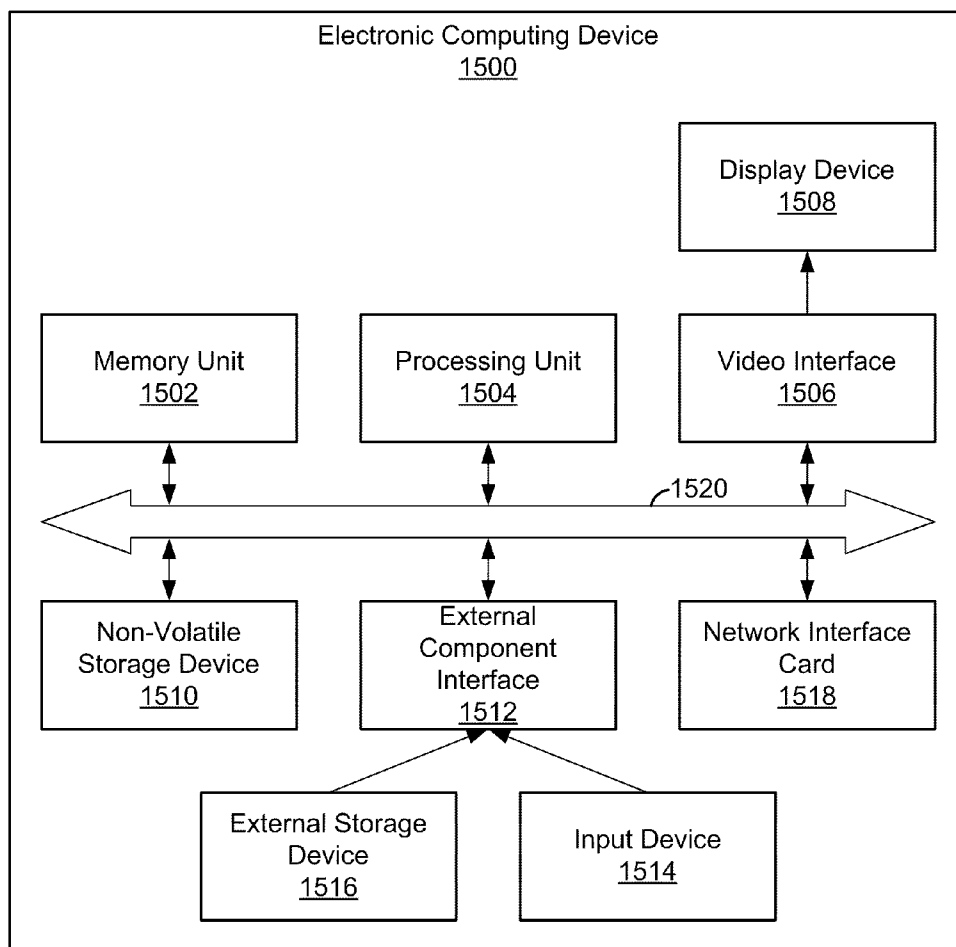 Electronic Computing Device
1500
Display Device
1508
Memory Unit
1502
Processing Unit
1504
Video Interface
1506
1520
Non-Volatile
Storage Device
1510
External
Component
Interface
1512
Network Interface
Card
1518
External Storage
Device
1516
Input Device
1514